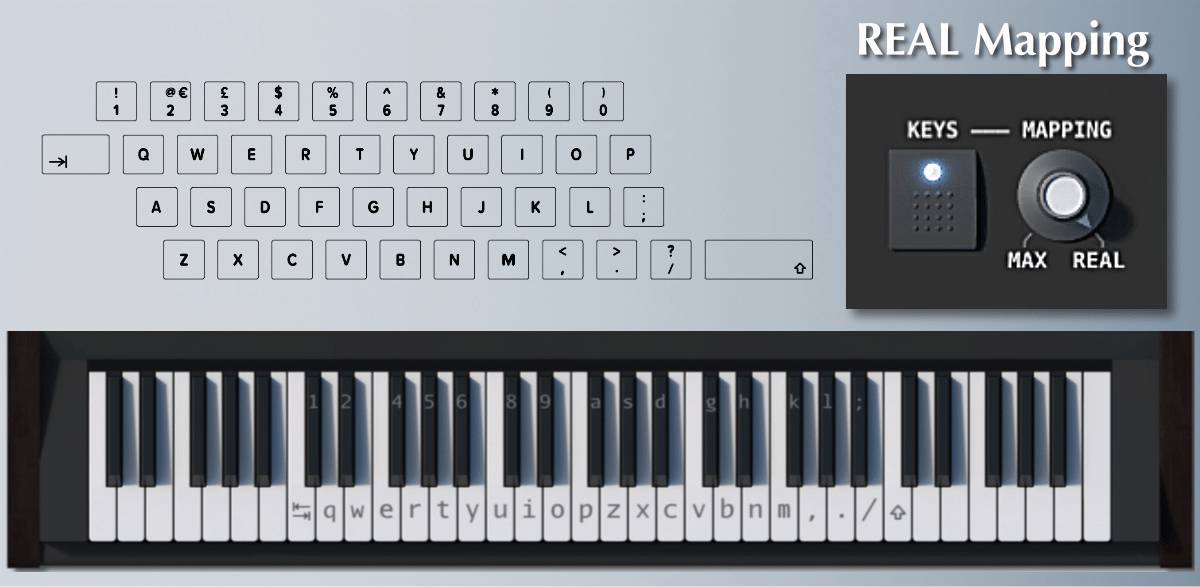 REAL Mapping
! @ € £ $ % ^ & * ( )
1 2 3 4 5 6 7 8 9 0
Q W E R T Y U I O P
A S D F G H J K L : ;
Z X C V B N M < , > . ? /
KEYS MAPPING
MAX REAL
1 2 4 5 6 8 9 a s d g h k l ;
q w e r t y u i o p z x c v b n m , . /